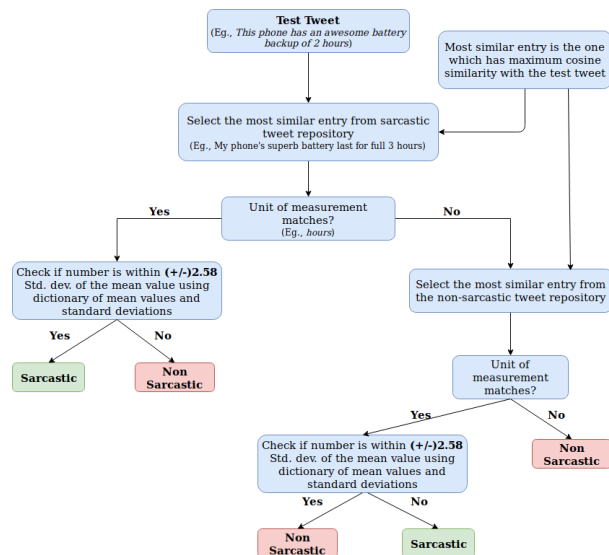 Test Tweet
(Eg., This phone has an awesome battery
backup of 2 hours)
Most similar entry is the one
which has maximum cosine
similarity with the test tweet
Select the most similar entry from sarcastic
tweet repository
(Eg., My phone's superb battery last for full 3 hours)
Unit of measurement
matches?
(Eg., hours)
Yes
No
Check if number is within (+/-)2.58
Std. dev. of the mean value using
dictionary of mean values and
standard deviations
Select the most similar entry from
the non-sarcastic tweet repository
Yes
No
Sarcastic
Non
Sarcastic
Unit of
measurement
matches?
Yes
No
Check if number is within (+/-)2.58
Std. dev. of the mean value using
dictionary of mean values and
standard deviations
Non
Sarcastic
Yes
No
Non
Sarcastic
Sarcastic